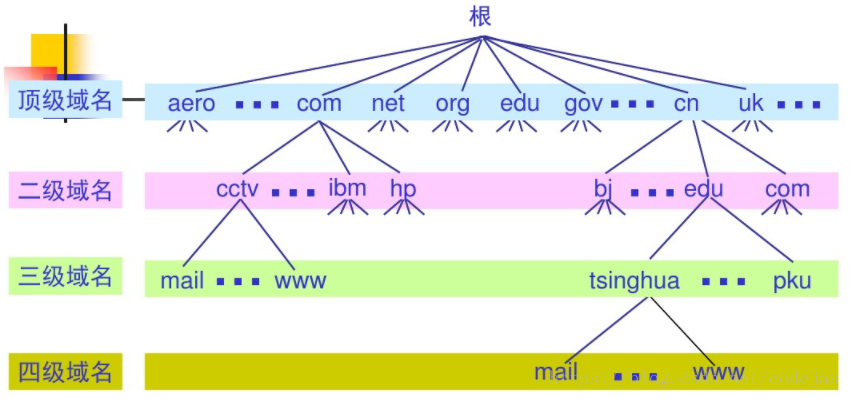 根
顶级域名 aero ... com net org edu gov ... cn uk ...
二级域名 cctv ... ibm hp bj ... edu com
三级域名 mail ... www tsinghua ... pku
四级域名 mail ... www